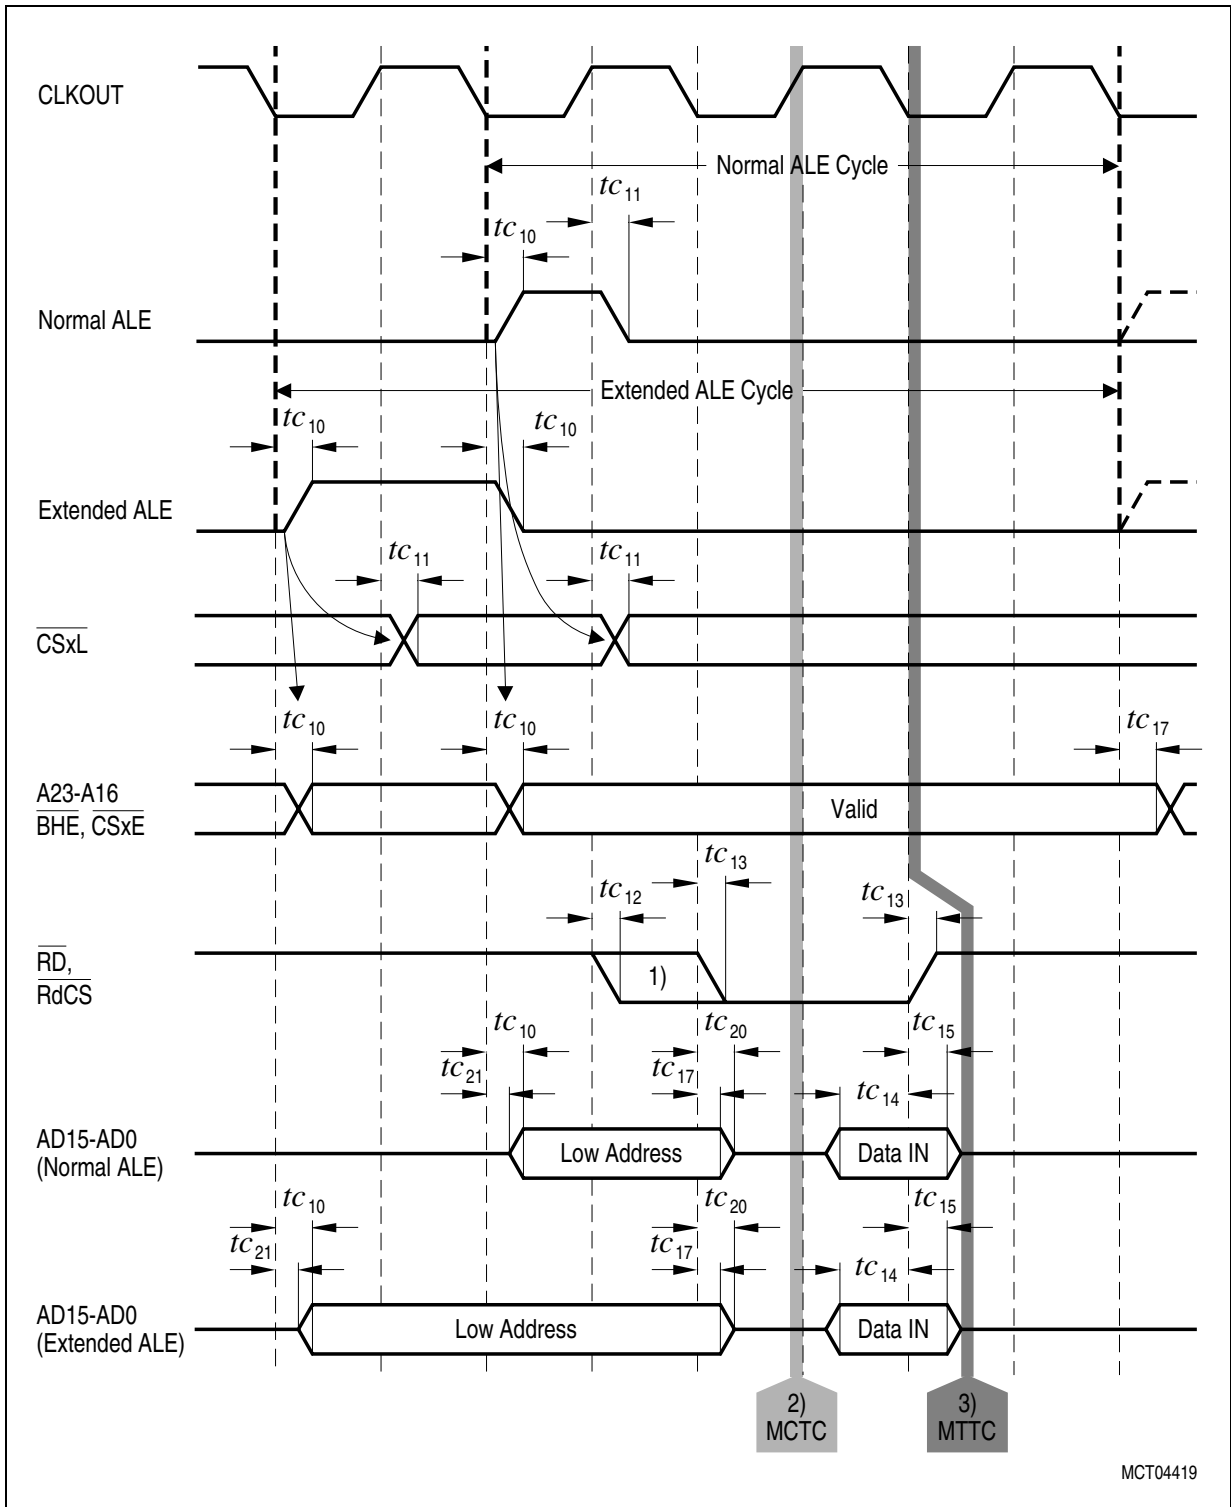 CLKOUT
Normal ALE Cycle
tc11
tc10
Normal ALE
Extended ALE Cycle
tc10
tc10
Extended ALE
tc11
tc11
CSxL
tc10
tc10
tc17
A23-A16
BHE, CSxE
Valid
tc13
tc12
tc13
RD,
RdCS
1)
tc10
tc20
tc15
tc21
tc17
tc14
AD15-AD0
(Normal ALE)
Low Address
Data IN
tc10
tc20
tc15
tc21
tc17
tc14
AD15-AD0
(Extended ALE)
Low Address
Data IN
2)
MCTC
3)
MTTC
MCT04419